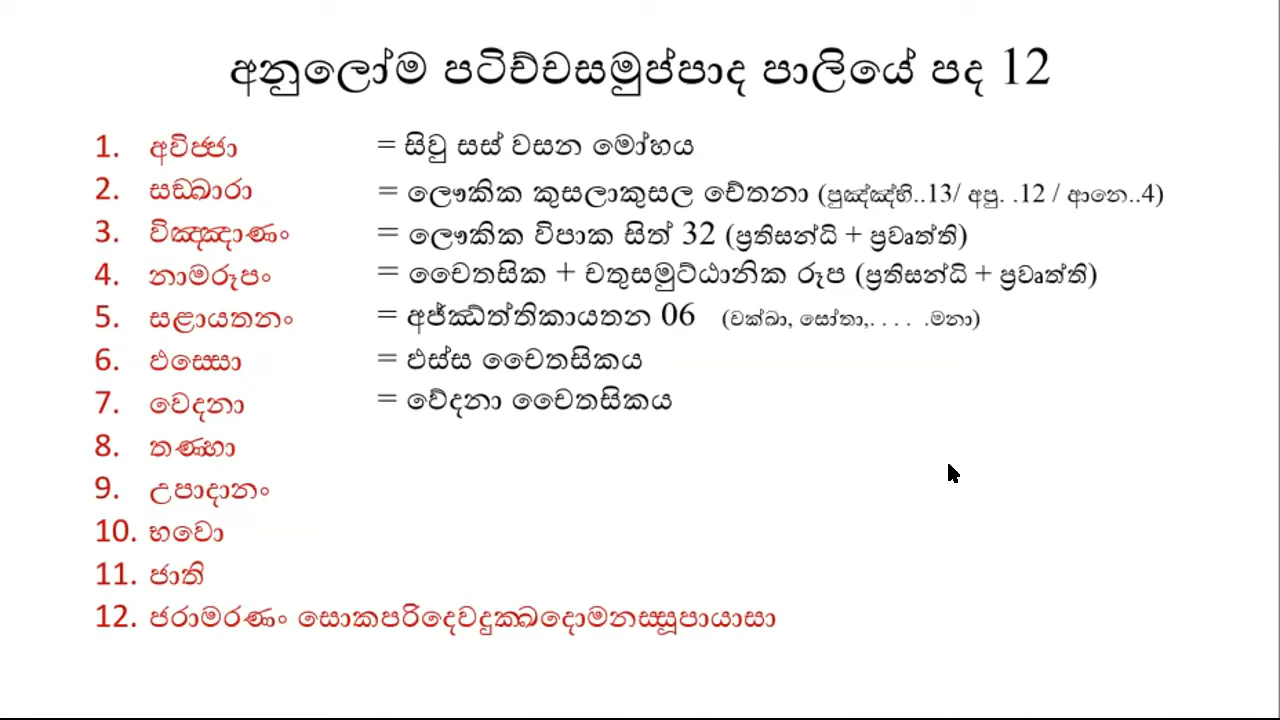 අනුලෝම පටිච්චසමුප්පාද පාලියේ පද 12
1. අවිජ්ජා = සිවු සස් වසන මෝහය
2. සඞ්ඛාරා = ලෞකික කුසලාකුසල චේතනා (පුඤ්ඤාභි..13/ අපු. .12 / ආනෙ..4)
3. විඤ්ඤාණං = ලෞකික විපාක සිත් 32 (ප්‍රතිසන්ධි + ප්‍රවෘත්ති)
4. නාමරූපං = චෛතසික + චතුසමුට්ඨානික රූප (ප්‍රතිසන්ධි + ප්‍රවෘත්ති)
5. සළායතනං = අජ්ඣත්තිකායතන 06 (චක්ඛා, සෝතා,. . . . .මනා)
6. ඵස්සො = ඵස්ස චෛතසිකය
7. වෙදනා = වේදනා චෛතසිකය
8. තණ්හා
9. උපාදානං
10. භවො
11. ජාති
12. ජරාමරණං සොකපරිදෙවදුක්ඛදොමනස්සූපායාසා